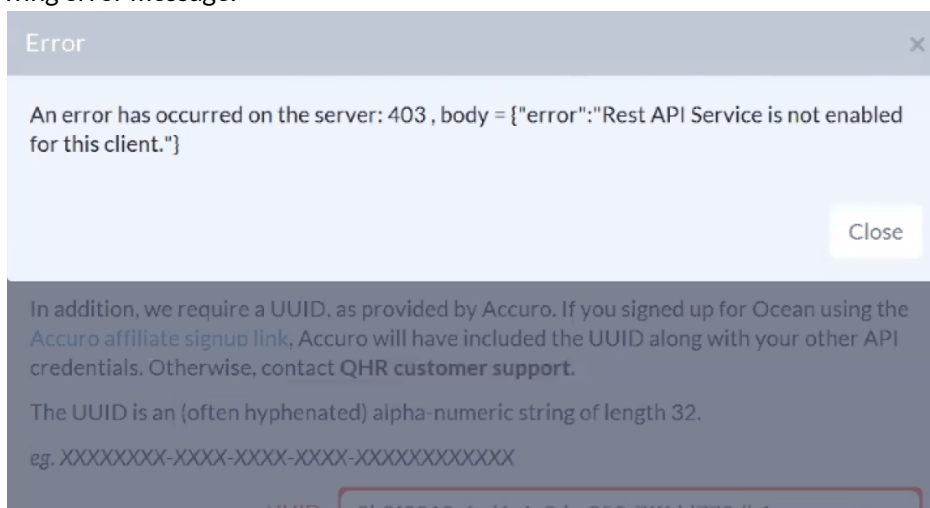 error message.
Error ×
An error has occurred on the server: 403 , body = {"error":"Rest API Service is not enabled
for this client."}
Close
In addition, we require a UUID, as provided by Accuro. If you signed up for Ocean using the
Accuro affiliate signup link, Accuro will have included the UUID along with your other API
credentials. Otherwise, contact QHR customer support.
The UUID is an (often hyphenated) alpha-numeric string of length 32.
eg. XXXXXXXX-XXXX-XXXX-XXXX-XXXXXXXXXXXX
UUID